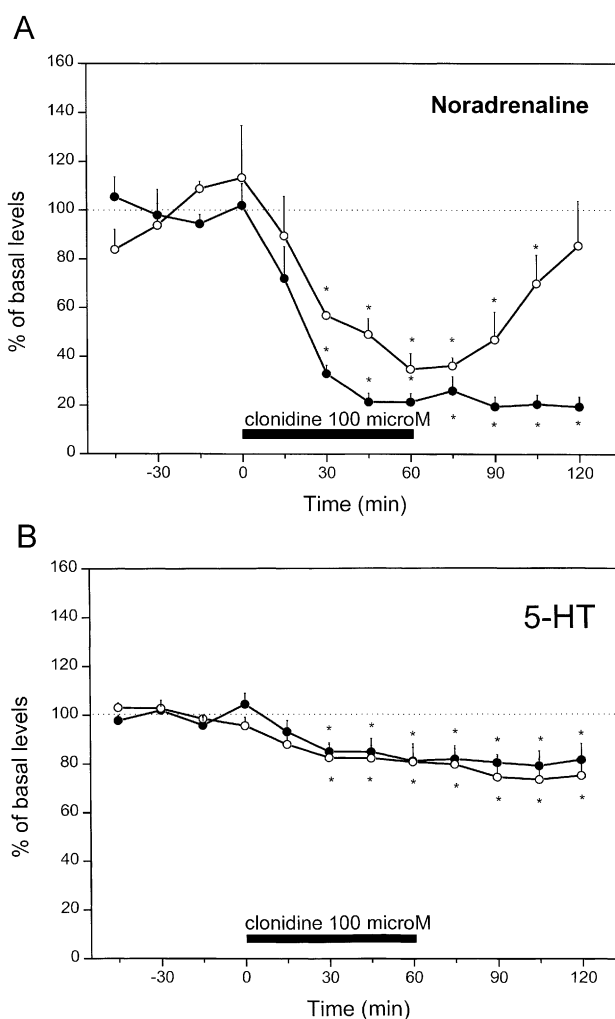 A
160
140
Noradrenaline
120
100
80
60
40
20
0
% of basal levels
* * * * * *
* * * * * * *
clonidine 100 microM
-30 0 30 60 90 120
Time (min)
B
160
140
5-HT
120
100
80
60
40
20
0
% of basal levels
* * * * * * *
* * * * * * *
clonidine 100 microM
-30 0 30 60 90 120
Time (min)